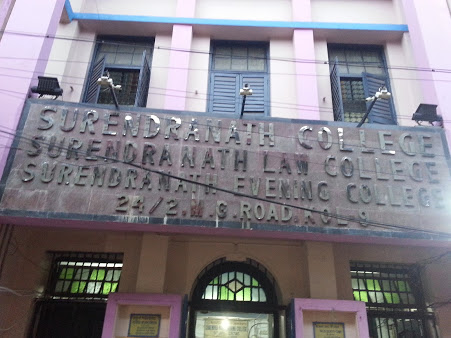 SURENDRANATH COLLEGE
SURENDRANATH LAW COLLEGE
SURENDRANATH EVENING COLLEGE
24/2, M. G. ROAD, KOL-9